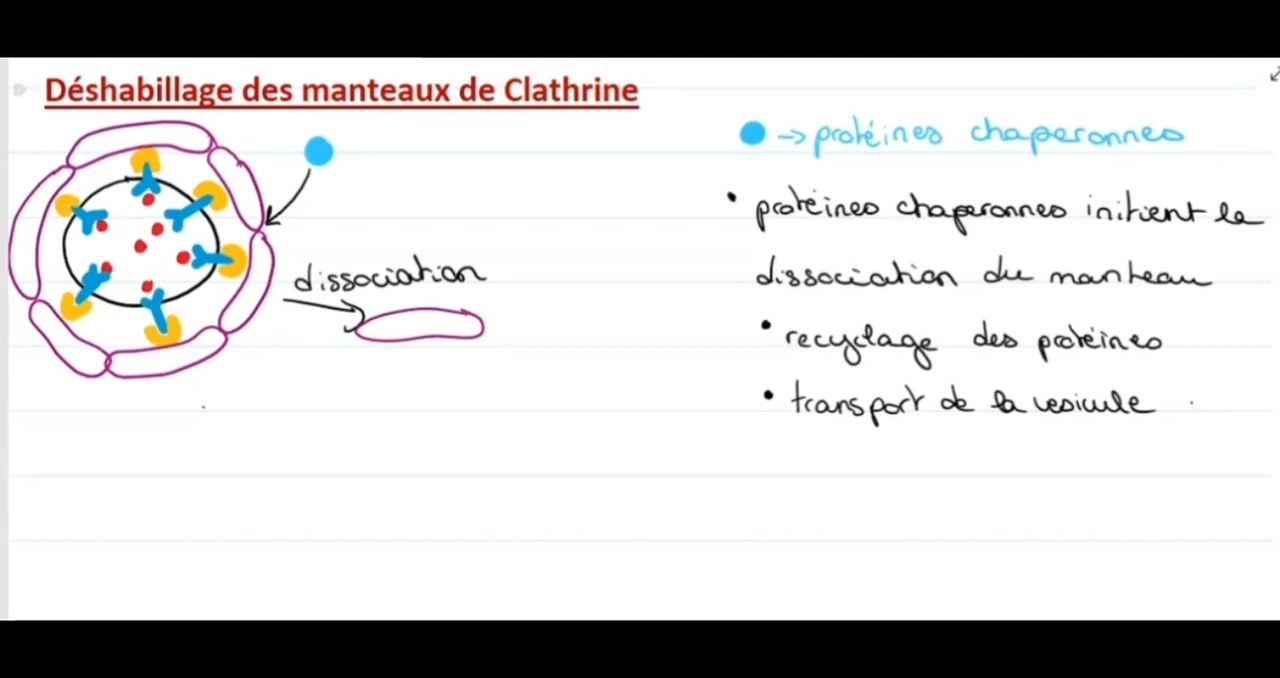 Déshabillage des manteaux de Clathrine
→ protéines chaperonnes
• protéines chaperonnes initient la
dissociation du manteau
dissociation
• recyclage des protéines
• transport de la vesicule